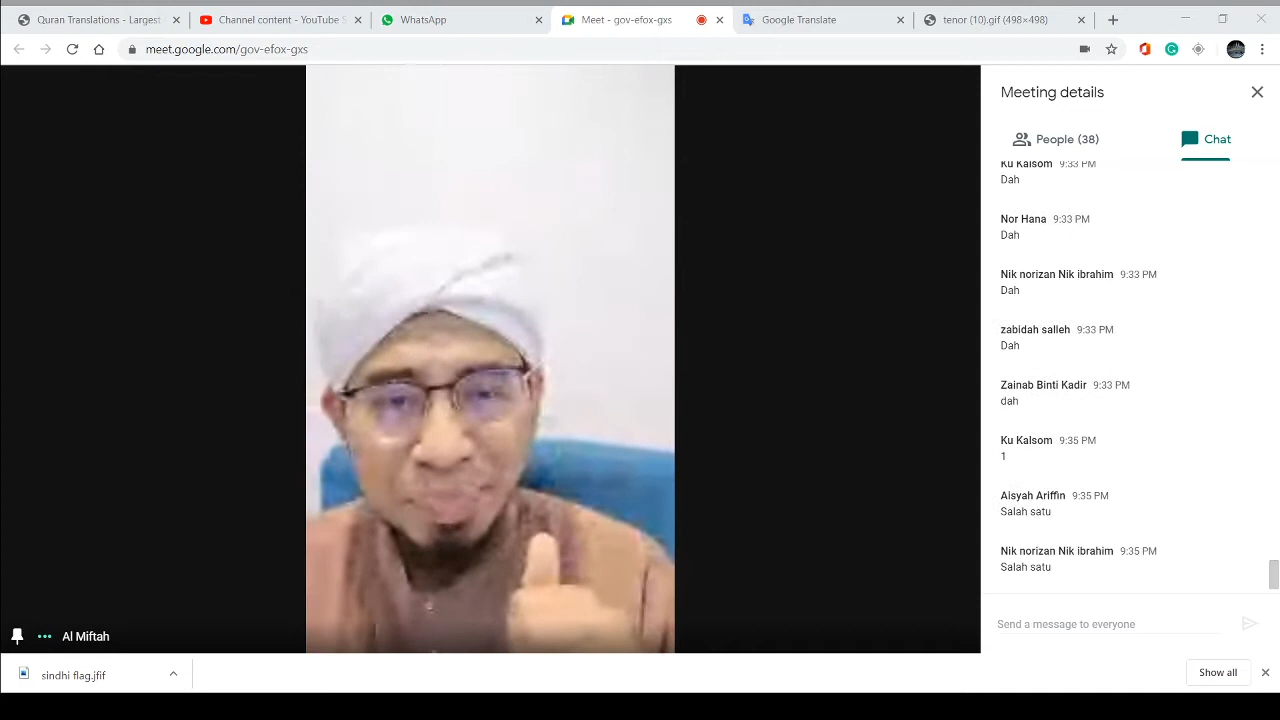 Quran Translations - Largest
Channel content - YouTube S
WhatsApp
Meet - gov-efox-gxs
Google Translate
tenor (10).gif (498×498)
meet.google.com/gov-efox-gxs
Meeting details
People (38)
Chat
Ku Kalsom 9:33 PM
Dah
Nor Hana 9:33 PM
Dah
Nik norizan Nik ibrahim 9:33 PM
Dah
zabidah salleh 9:33 PM
Dah
Zainab Binti Kadir 9:33 PM
dah
Ku Kalsom 9:35 PM
1
Aisyah Ariffin 9:35 PM
Salah satu
Nik norizan Nik ibrahim 9:35 PM
Salah satu
Send a message to everyone
Al Miftah
sindhi flag.jfif
Show all